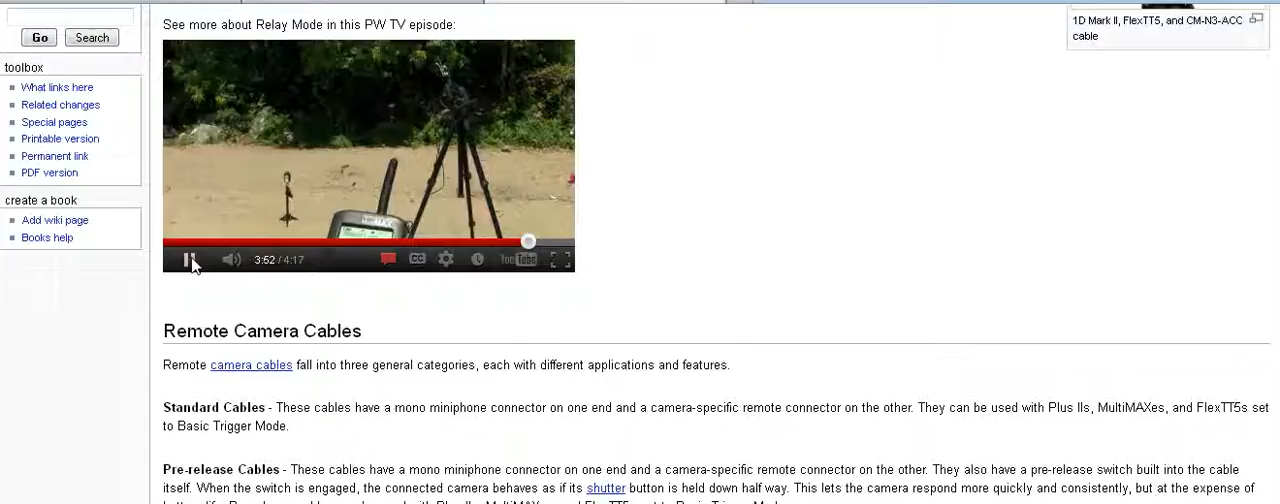 Go Search
toolbox
What links here
Related changes
Special pages
Printable version
Permanent link
PDF version
create a book
Add wiki page
Books help
See more about Relay Mode in this PW TV episode:
3:52 / 4:17 CC YouTube
1D Mark II, FlexTT5, and CM-N3-ACC
cable
Remote Camera Cables
Remote camera cables fall into three general categories, each with different applications and features.
Standard Cables - These cables have a mono miniphone connector on one end and a camera-specific remote connector on the other. They can be used with Plus IIs, MultiMAXes, and FlexTT5s set
to Basic Trigger Mode.
Pre-release Cables - These cables have a mono miniphone connector on one end and a camera-specific remote connector on the other. They also have a pre-release switch built into the cable
itself. When the switch is engaged, the connected camera behaves as if its shutter button is held down half way. This lets the camera respond more quickly and consistently, but at the expense of